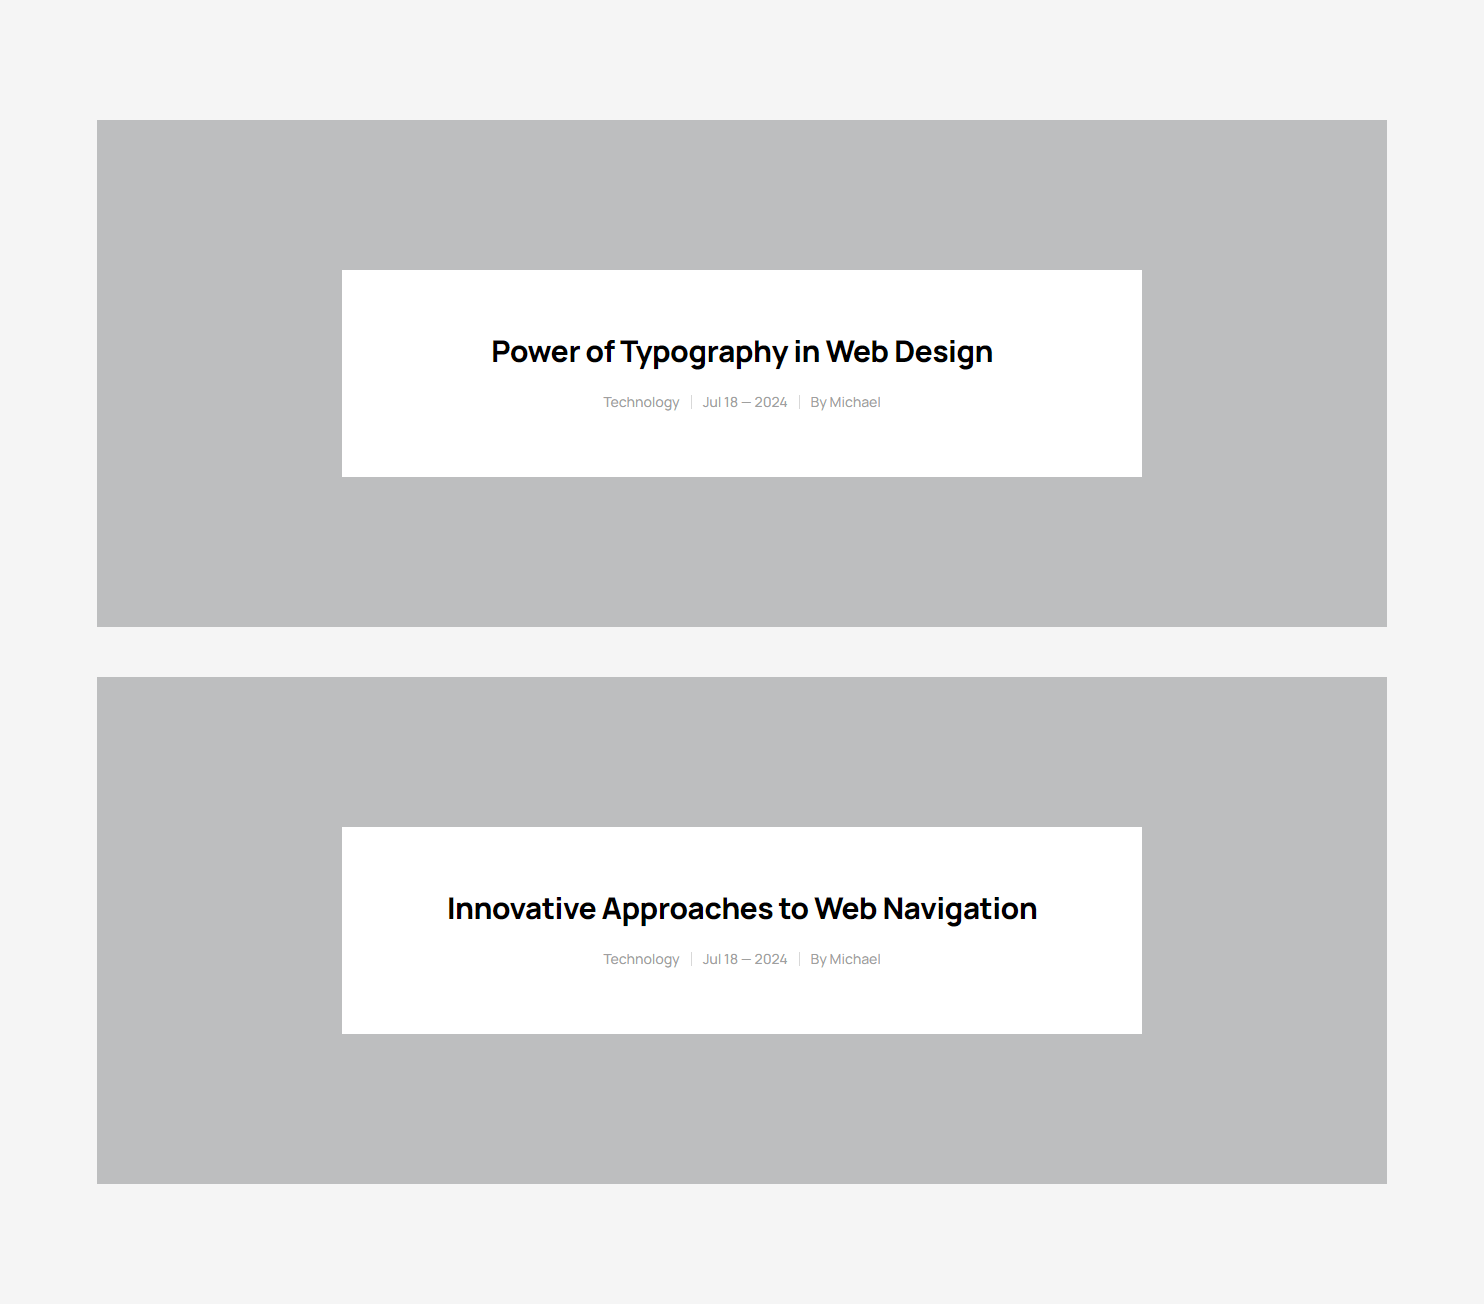 Power of Typography in Web Design
Technology | Jul 18 — 2024 | By Michael
Innovative Approaches to Web Navigation
Technology | Jul 18 — 2024 | By Michael